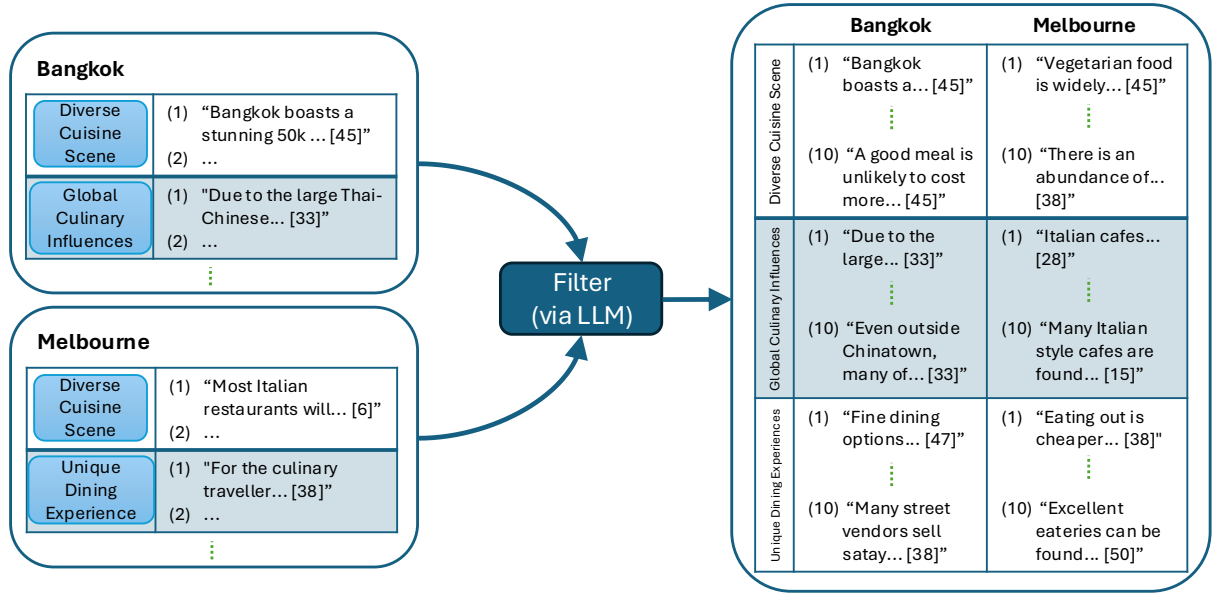 Bangkok
Diverse
Cuisine
Scene
(1) “Bangkok boasts a
stunning 50k ... [45]”
(2) ...
Global
Culinary
Influences
(1) "Due to the large Thai-
Chinese... [33]”
(2) ...
Melbourne
Diverse
Cuisine
Scene
(1) “Most Italian
restaurants will... [6]”
(2) ...
Unique
Dining
Experience
(1) "For the culinary
traveller... [38]”
(2) ...
Filter
(via LLM)
Bangkok
Melbourne
Diverse Cuisine Scene
(1) “Bangkok
boasts a... [45]”
(10) “A good meal is
unlikely to cost
more... [45]”
(1) “Vegetarian food
is widely... [45]”
(10) “There is an
abundance of...
[38]”
Global Culinary Influences
(1) “Due to the
large... [33]”
(10) “Even outside
Chinatown,
many of... [33]”
(1) “Italian cafes...
[28]”
(10) “Many Italian
style cafes are
found... [15]”
Unique Dining Experiences
(1) “Fine dining
options... [47]”
(10) “Many street
vendors sell
satay... [38]”
(1) “Eating out is
cheaper... [38]"
(10) “Excellent
eateries can be
found... [50]”